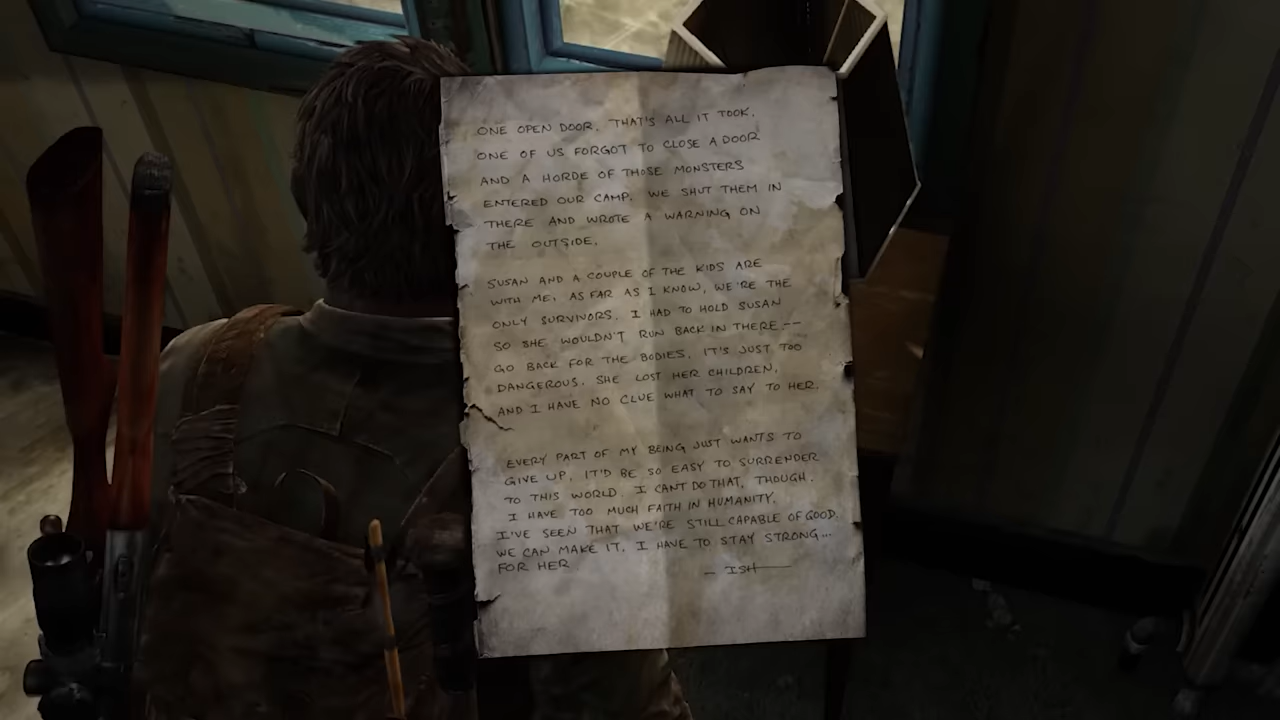 ONE OPEN DOOR. THAT'S ALL IT TOOK.
ONE OF US FORGOT TO CLOSE A DOOR
AND A HORDE OF THOSE MONSTERS
ENTERED OUR CAMP. WE SHUT THEM IN
THERE AND WROTE A WARNING ON
THE OUTSIDE.
SUSAN AND A COUPLE OF THE KIDS ARE
WITH ME. AS FAR AS I KNOW, WE'RE THE
ONLY SURVIVORS. I HAD TO HOLD SUSAN
SO SHE WOULDN'T RUN BACK IN THERE --
GO BACK FOR THE BODIES. IT'S JUST TOO
DANGEROUS. SHE LOST HER CHILDREN,
AND I HAVE NO CLUE WHAT TO SAY TO HER.
EVERY PART OF MY BEING JUST WANTS TO
GIVE UP. IT'D BE SO EASY TO SURRENDER
TO THIS WORLD. I CANT DO THAT, THOUGH.
I HAVE TOO MUCH FAITH IN HUMANITY.
I'VE SEEN THAT WE'RE STILL CAPABLE OF GOOD.
WE CAN MAKE IT. I HAVE TO STAY STRONG...
FOR HER
- ISH